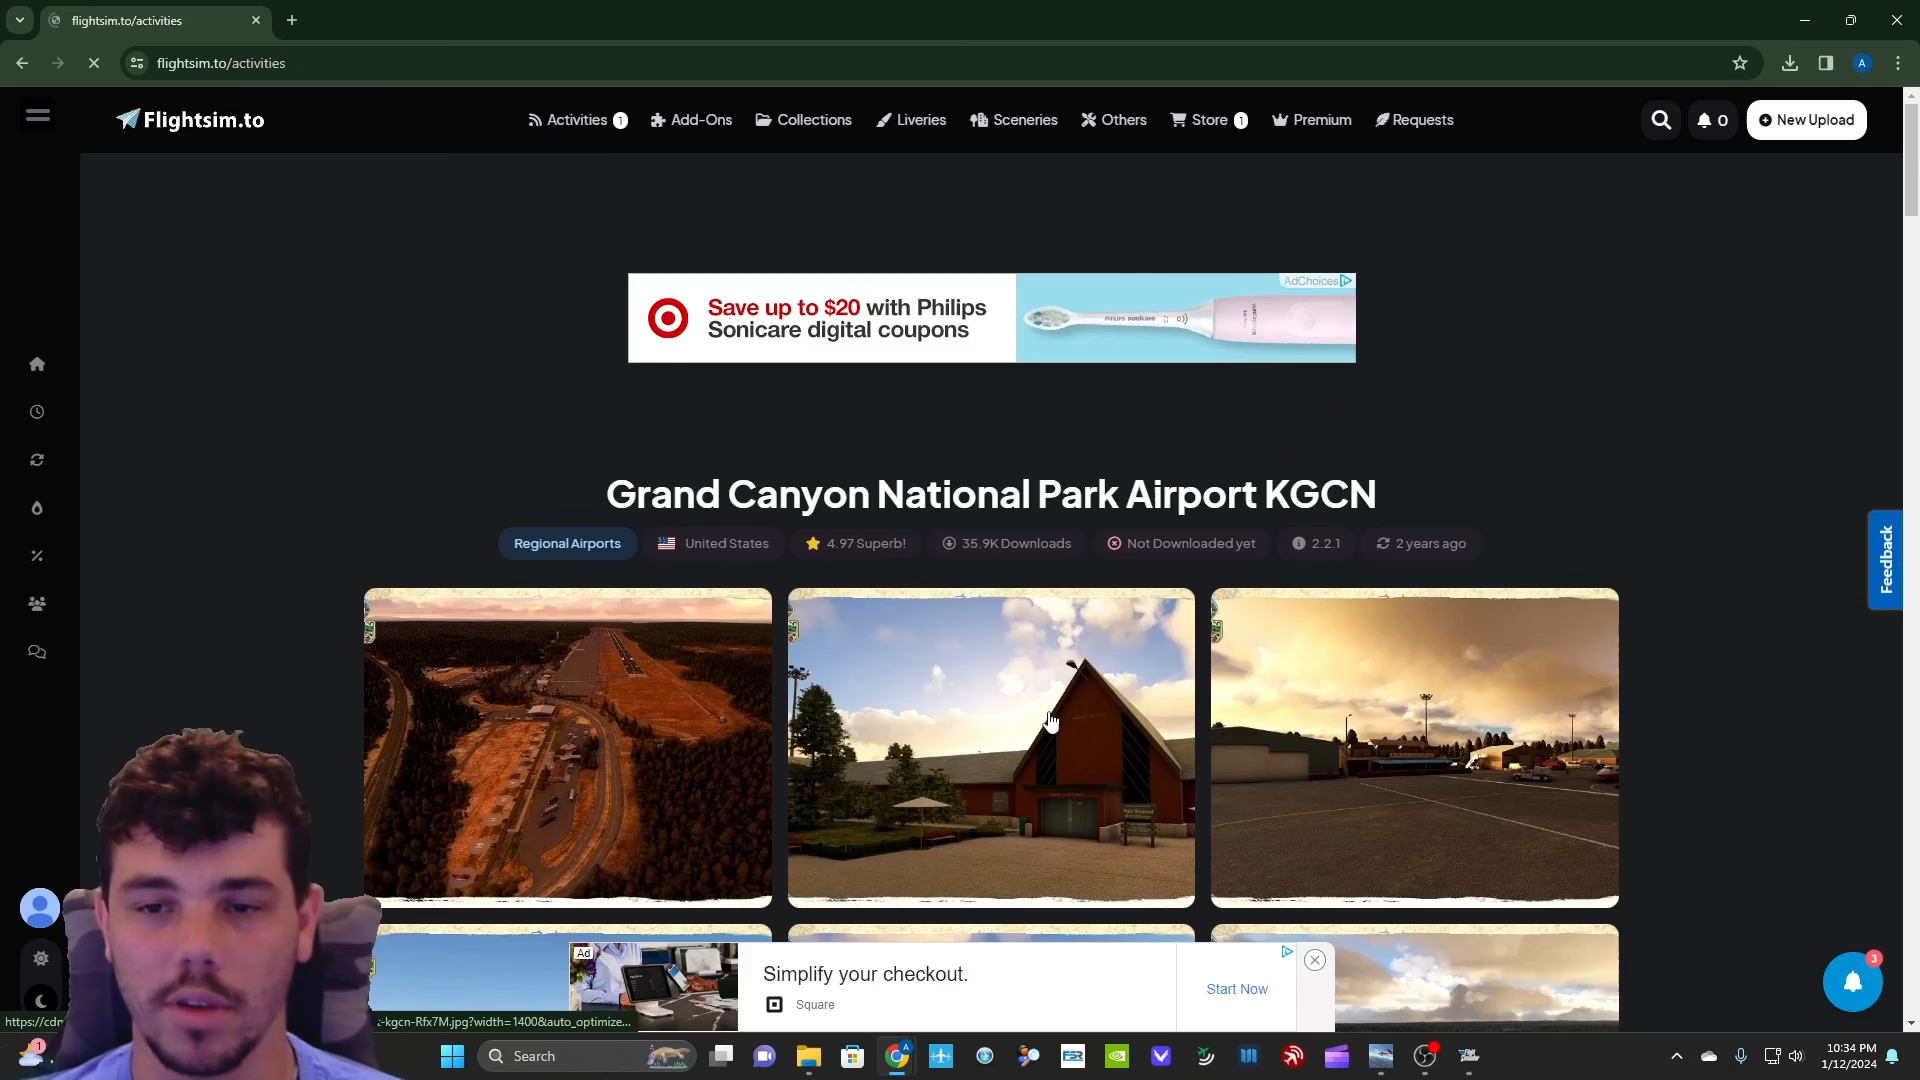 flightsim.to/activities
flightsim.to/activities
A
Flightsim.to
Activities 1
Add-Ons
Collections
Liveries
Sceneries
Others
Store 1
Premium
Requests
0
New Upload
AdChoices
Save up to $20 with Philips
Sonicare digital coupons
Grand Canyon National Park Airport KGCN
Regional Airports
United States
4.97 Superb!
35.9K Downloads
Not Downloaded yet
2.2.1
2 years ago
Feedback
Ad
Simplify your checkout.
Square
Start Now
3
-kgcn-Rfx7M.jpg?width=1400&auto_optimize...
1
Search
A
FSR
10:34 PM
1/12/2024